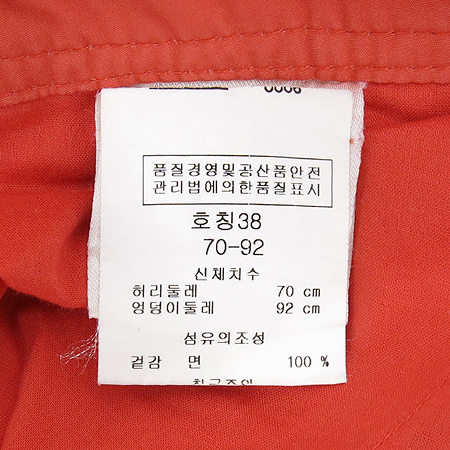 품질경영및공산품안전
관리법에의한품질표시
호칭38
70-92
신체치수
허리둘레 70 cm
엉덩이둘레 92 cm
섬유의조성
겉감 면 100 %